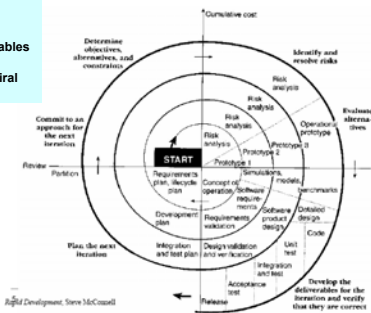 ables
iral
Cumulative cost
Determine
objectives,
alternatives, and
constraints
Identify and
resolve risks
Risk
analysis
Risk
analysis
Risk
analysis
Operational
prototype
Evaluate
alterna-
tives
Commit to an
approach for
the next
iteration
Prototype 1
Prototype 2
Prototype 3
START
Review
Partition
Requirements
plan, lifecycle
plan
Concept of
operation
Simulations,
models,
benchmarks
Software
require-
ments
Software
product
design
Detailed
design
Development
plan
Requirements
validation
Code
Unit
test
Plan the next
iteration
Integration
and test plan
Design validation
and verification
Integration
and test
Acceptance
test
Release
Develop the
deliverables for the
iteration and verify
that they are correct
Rapid Development, Steve McConnell